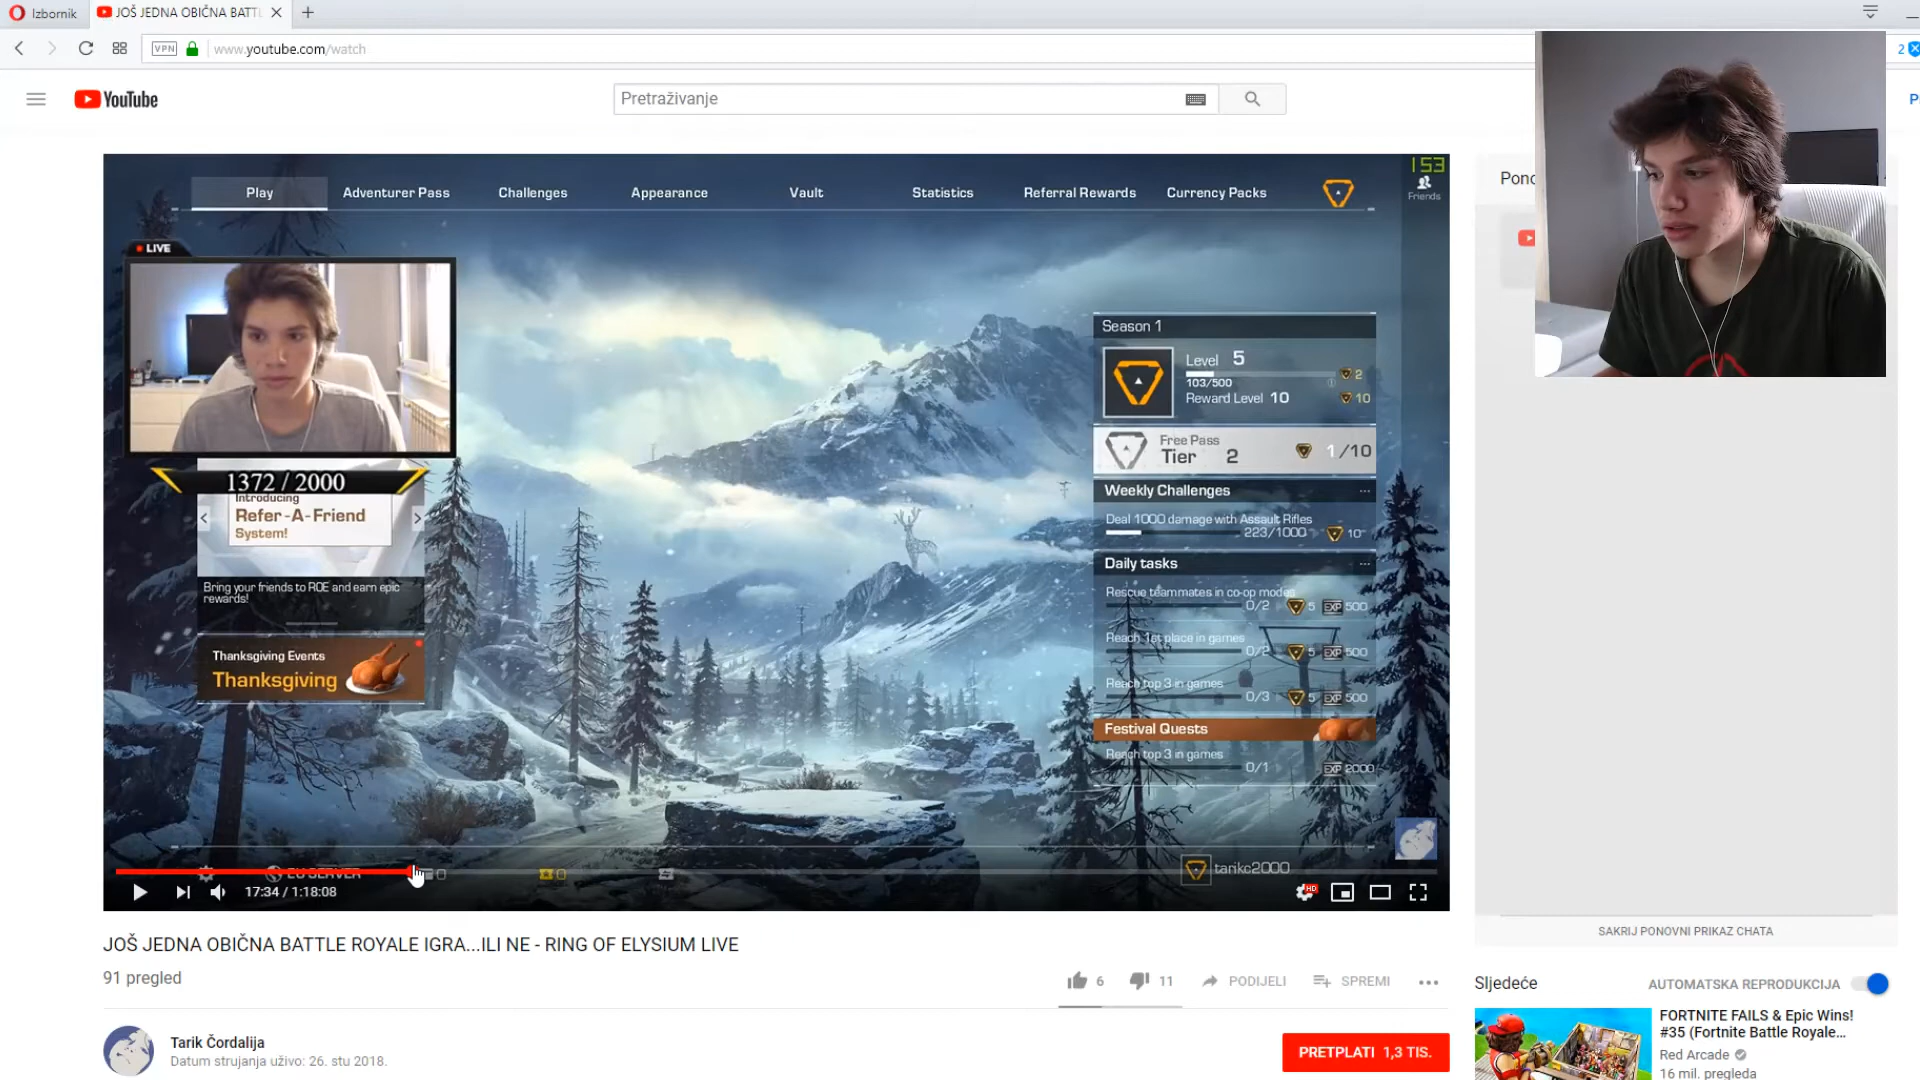 Izbornik
JOŠ JEDNA OBIČNA BATTL
VPN
www.youtube.com/watch
2
YouTube
Pretraživanje
Play
Adventurer Pass
Challenges
Appearance
Vault
Statistics
Referral Rewards
Currency Packs
153
Friends
LIVE
1372 / 2000
Introducing
Refer-A-Friend
System!
Bring your friends to ROE and earn epic
rewards!
Thanksgiving Events
Thanksgiving
Season 1
Level 5
2
103/500
Reward Level 10
10
Free Pass
Tier 2
1/10
Weekly Challenges
Deal 1000 damage with Assault Rifles
223/1000
10
Daily tasks
Rescue teammates in co-op modes
0/2
5
EXP 500
Reach 1st place in games
0/2
5
EXP 500
Reach top 3 in games
0/3
5
EXP 500
Festival Quests
Reach top 3 in games
0/1
EXP 2000
EU SERVER
0
0
tarikc2000
17:34 / 1:18:08
HD
JOŠ JEDNA OBIČNA BATTLE ROYALE IGRA...ILI NE - RING OF ELYSIUM LIVE
91 pregled
6
11
PODIJELI
SPREMI
Tarik Čordalija
Datum strujanja uživo: 26. stu 2018.
PRETPLATI 1,3 TIS.
SAKRIJ PONOVNI PRIKAZ CHATA
Sljedeće
AUTOMATSKA REPRODUKCIJA
FORTNITE FAILS & Epic Wins!
#35 (Fortnite Battle Royale...
Red Arcade
16 mil. pregleda